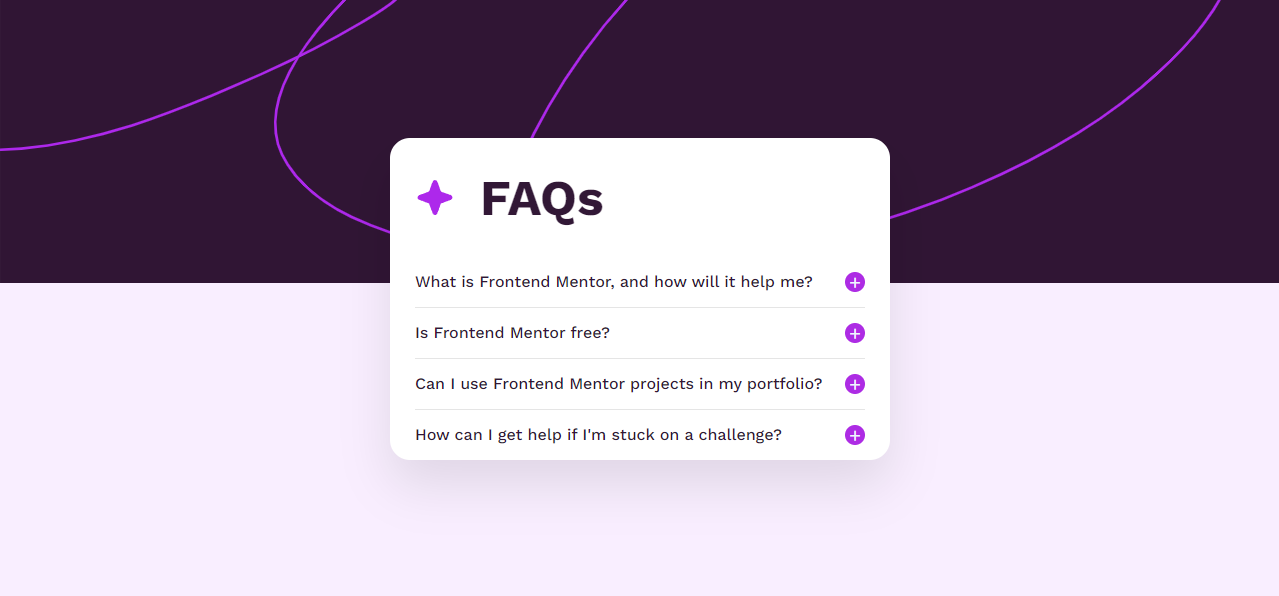 FAQs
What is Frontend Mentor, and how will it help me?
Is Frontend Mentor free?
Can I use Frontend Mentor projects in my portfolio?
How can I get help if I'm stuck on a challenge?